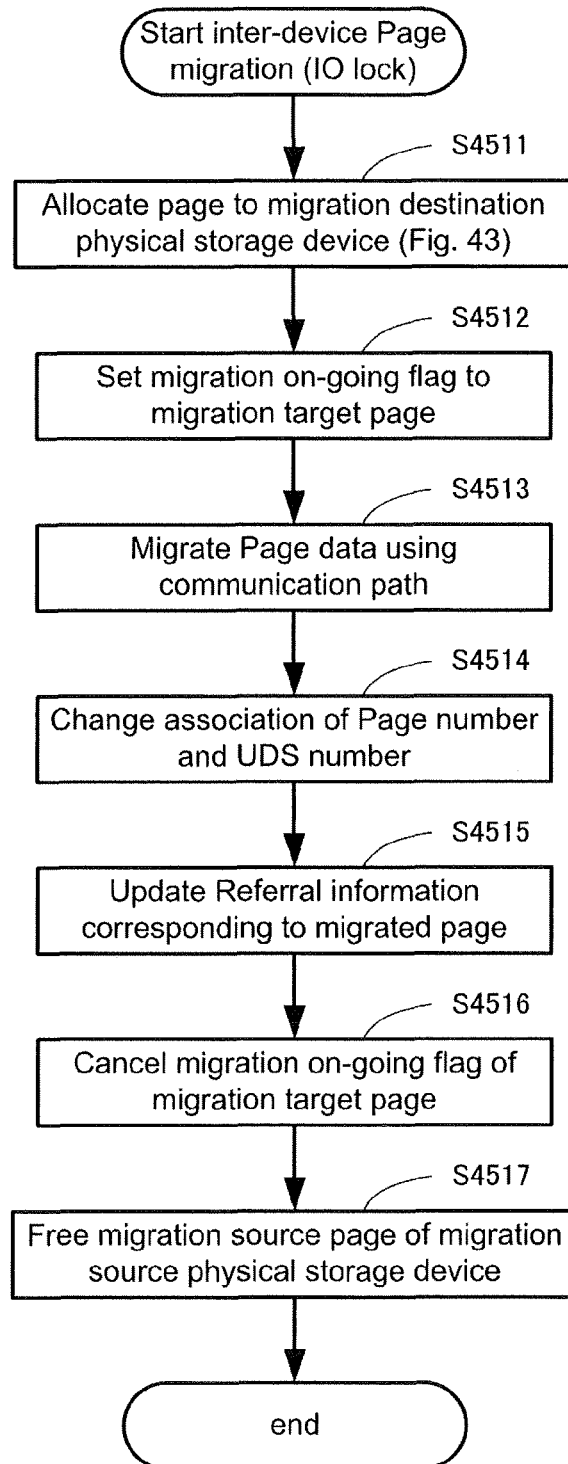 Start inter-device Page
migration (IO lock)
S4511
Allocate page to migration destination
physical storage device (Fig. 43)
S4512
Set migration on-going flag to
migration target page
S4513
Migrate Page data using
communication path
S4514
Change association of Page number
and UDS number
S4515
Update Referral information
corresponding to migrated page
S4516
Cancel migration on-going flag of
migration target page
S4517
Free migration source page of migration
source physical storage device
end